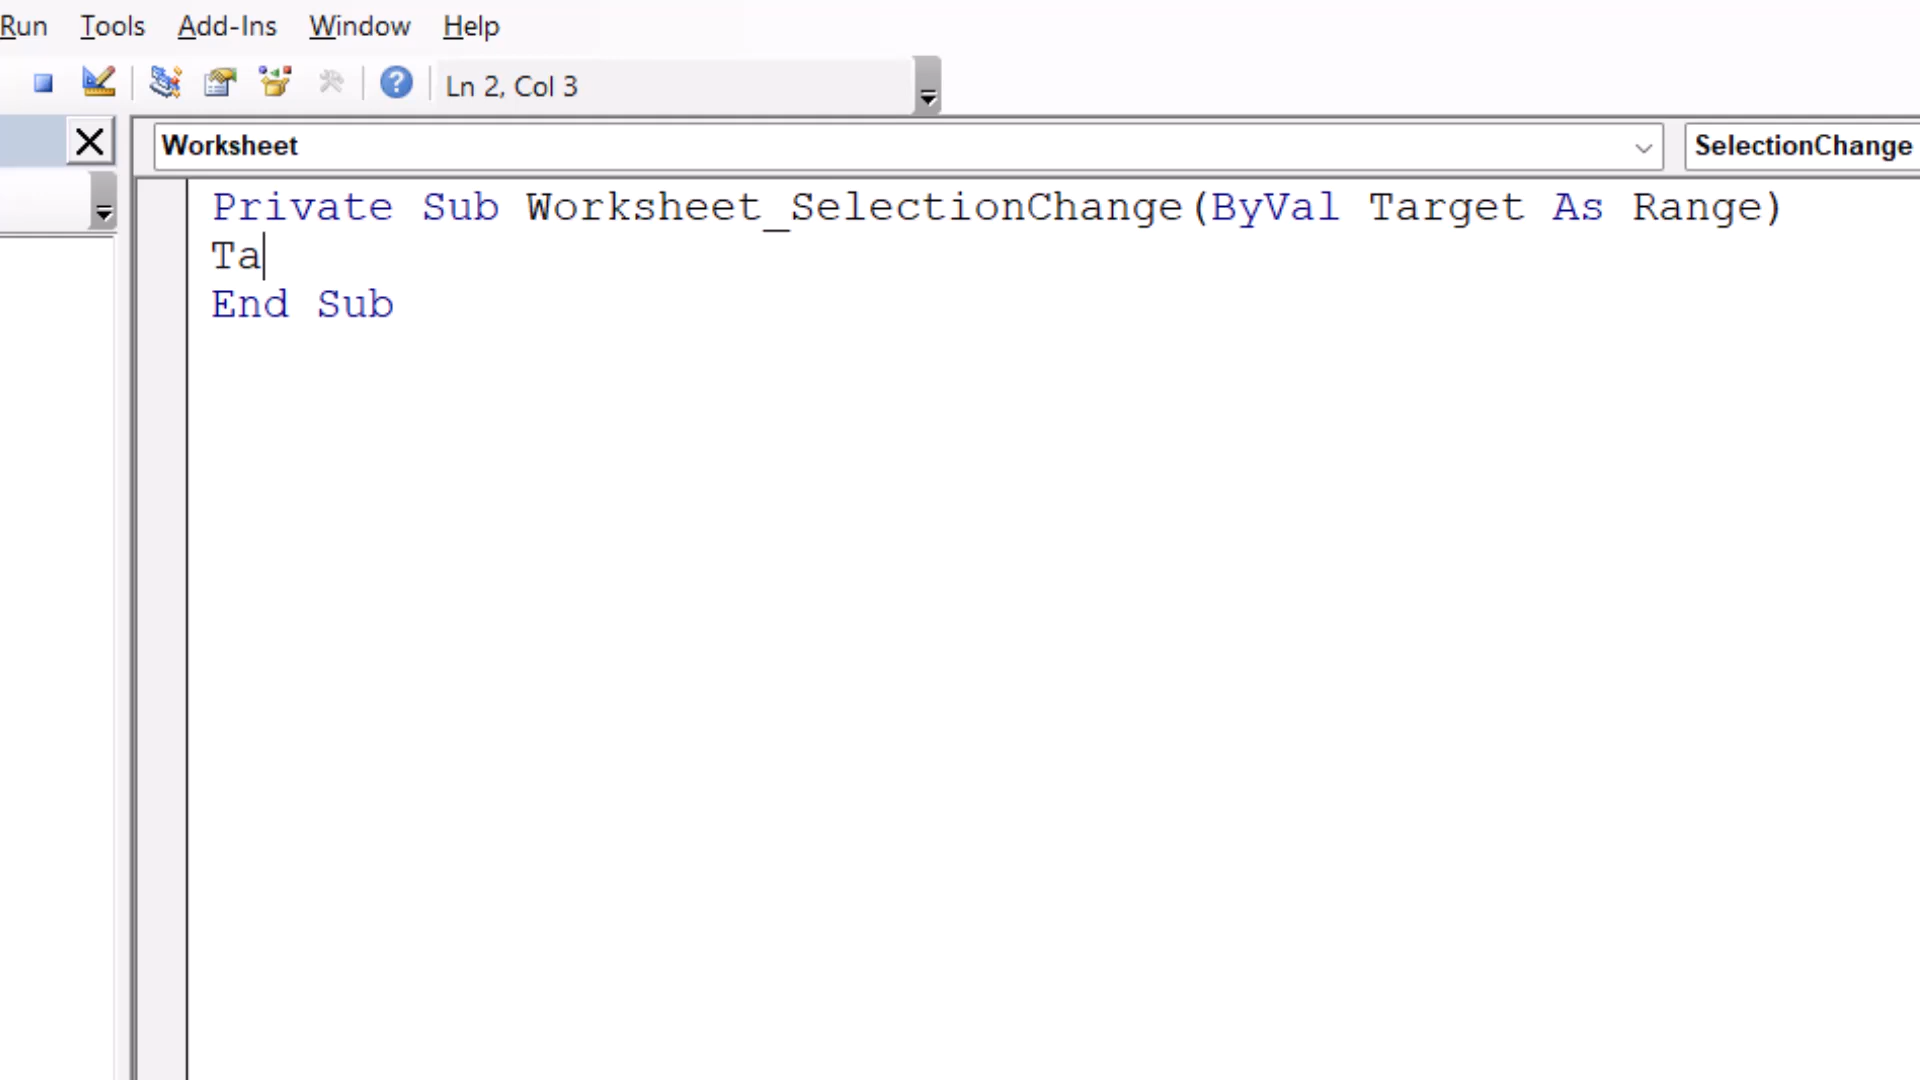 Run Tools Add-Ins Window Help
Ln 2, Col 3
Worksheet SelectionChange
Private Sub Worksheet_SelectionChange(ByVal Target As Range)
Ta
End Sub